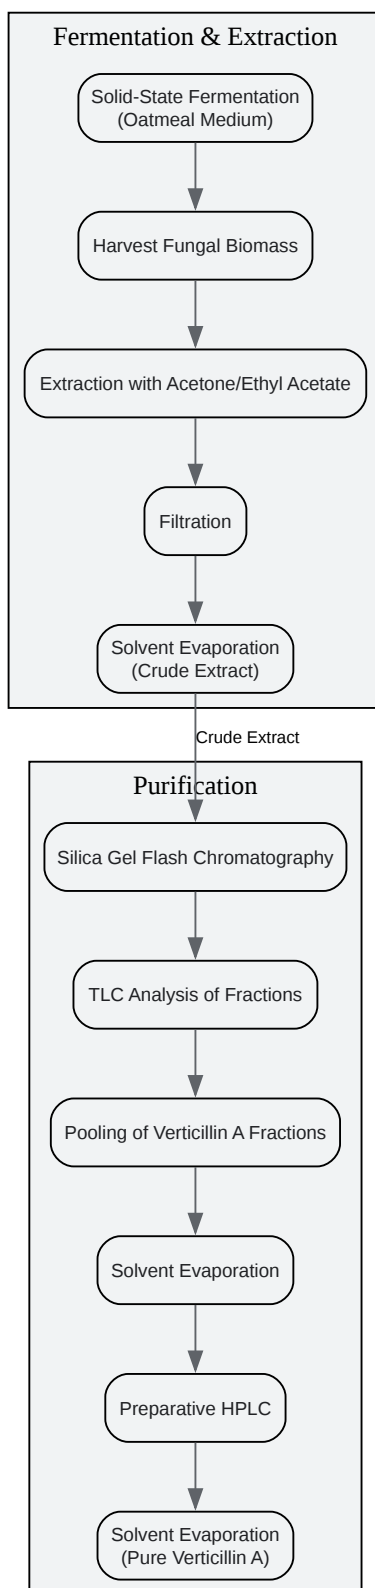 Fermentation & Extraction
Solid-State Fermentation
(Oatmeal Medium)
Harvest Fungal Biomass
Extraction with Acetone/Ethyl Acetate
Filtration
Solvent Evaporation
(Crude Extract)
Crude Extract
Purification
Silica Gel Flash Chromatography
TLC Analysis of Fractions
Pooling of Verticillin A Fractions
Solvent Evaporation
Preparative HPLC
Solvent Evaporation
(Pure Verticillin A)